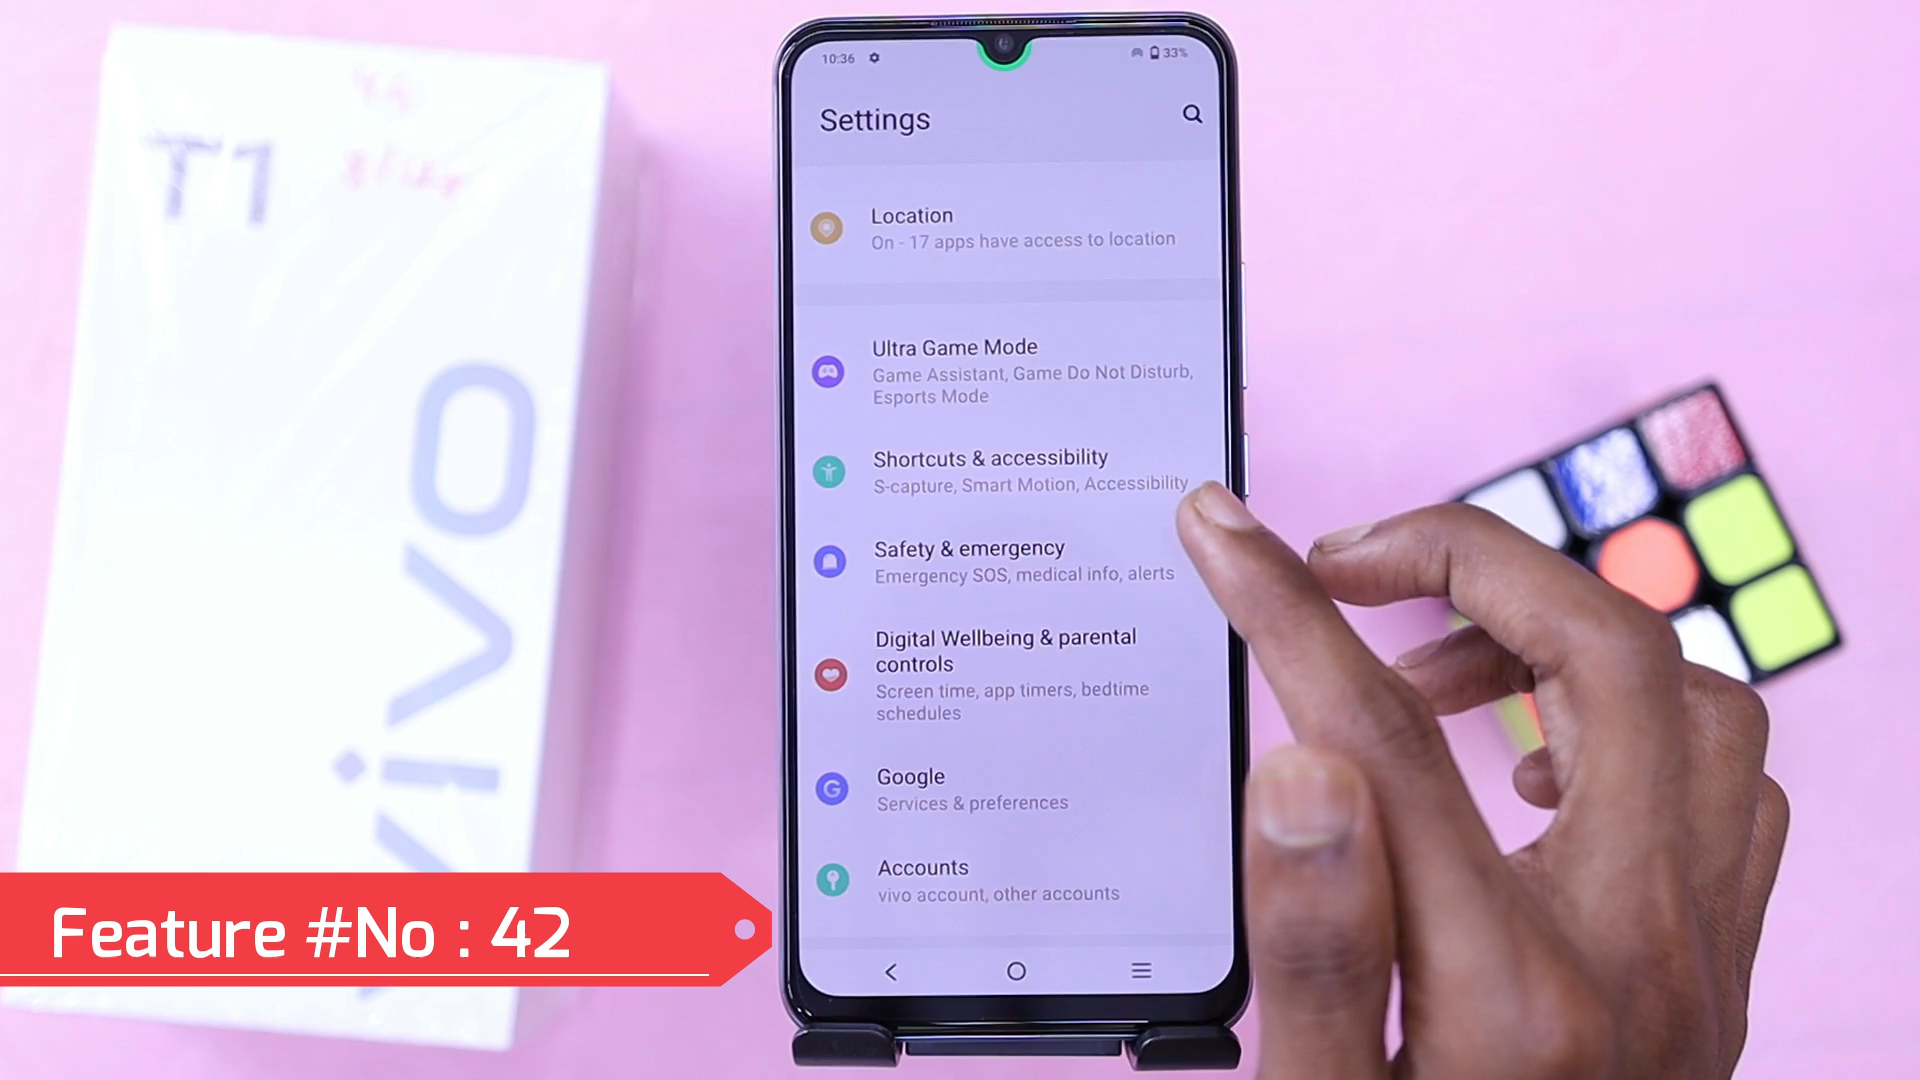 T1
vivo
10:36
33%
Settings
Location
On - 17 apps have access to location
Ultra Game Mode
Game Assistant, Game Do Not Disturb,
Esports Mode
Shortcuts & accessibility
S-capture, Smart Motion, Accessibility
Safety & emergency
Emergency SOS, medical info, alerts
Digital Wellbeing & parental
controls
Screen time, app timers, bedtime
schedules
Google
Services & preferences
Accounts
vivo account, other accounts
Feature #No : 42